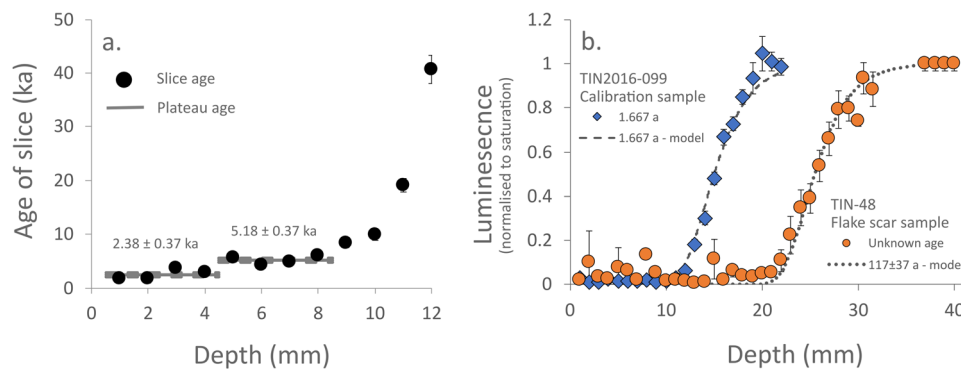 a.
Slice age
Plateau age
2.38 ± 0.37 ka
5.18 ± 0.37 ka
Age of slice (ka)
50
40
30
20
10
0
0 2 4 6 8 10 12
Depth (mm)
b.
TIN2016-099
Calibration sample
1.667 a
1.667 a - model
TIN-48
Flake scar sample
Unknown age
117±37 a - model
Luminesecnce
(normalised to saturation)
1.2
1
0.8
0.6
0.4
0.2
0
0 10 20 30 40
Depth (mm)